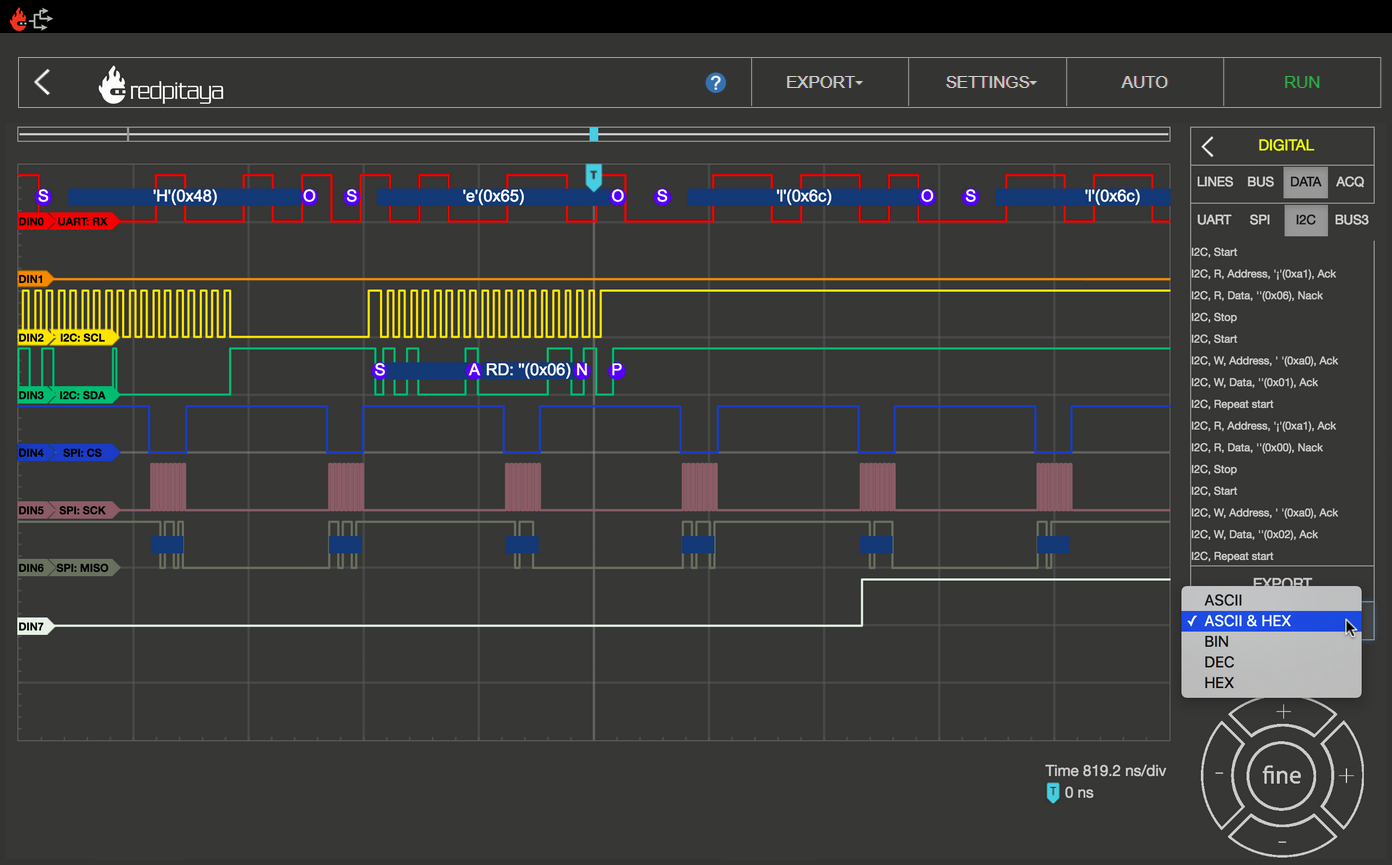 redpitaya
?
EXPORT
SETTINGS
AUTO
RUN
DIGITAL
LINES BUS DATA ACQ
UART SPI I2C BUS3
T
S 'H'(0x48) O S 'e'(0x65) O S 'l'(0x6c) O S 'l'(0x6c)
DIN0 UART: RX
DIN1
DIN2 I2C: SCL
S A RD: ''(0x06) N P
DIN3 I2C: SDA
DIN4 SPI: CS
DIN5 SPI: SCK
DIN6 SPI: MISO
DIN7
I2C, Start
I2C, R, Address, '¡'(0xa1), Ack
I2C, R, Data, ''(0x06), Nack
I2C, Stop
I2C, Start
I2C, W, Address, ' '(0xa0), Ack
I2C, W, Data, ''(0x01), Ack
I2C, Repeat start
I2C, R, Address, '¡'(0xa1), Ack
I2C, R, Data, ''(0x00), Nack
I2C, Stop
I2C, Start
I2C, W, Address, ' '(0xa0), Ack
I2C, W, Data, ''(0x02), Ack
I2C, Repeat start
EXPORT
ASCII
✓ ASCII & HEX
BIN
DEC
HEX
Time 819.2 ns/div
T 0 ns
+
- fine +
-